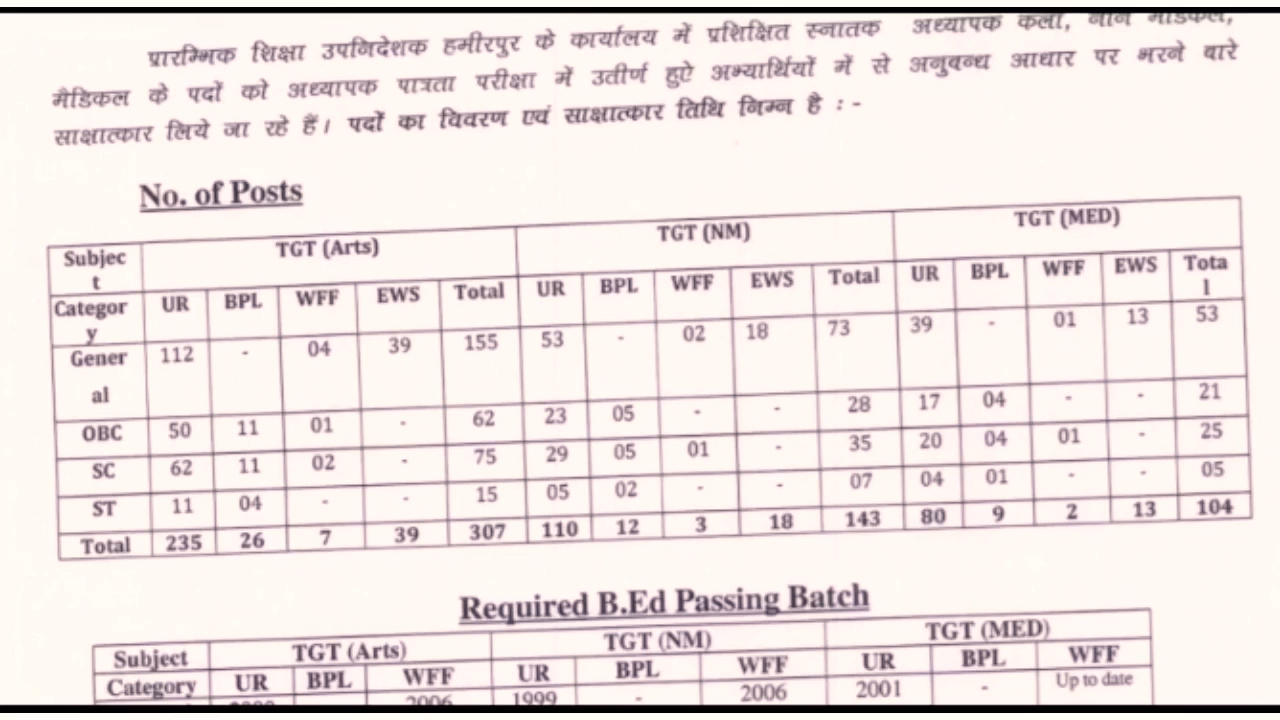 प्रारम्भिक शिक्षा उपनिदेशक हमीरपुर के कार्यालय में प्रशिक्षित स्नातक अध्यापक कला, नॉन मेडिकल,
मैडिकल के पदों को अध्यापक पात्रता परीक्षा में उतीर्ण हुऐ अभ्यार्थियों में से अनुबन्ध आधार पर भरने बारे
साक्षात्कार लिये जा रहे हैं। पदों का विवरण एवं साक्षात्कार तिथि निम्न है :-
No. of Posts
Subjec
t TGT (Arts) TGT (NM) TGT (MED)
Categor
y UR BPL WFF EWS Total UR BPL WFF EWS Total UR BPL WFF EWS Tota
l
Gener
al 112 - 04 39 155 53 - 02 18 73 39 - 01 13 53
OBC 50 11 01 - 62 23 05 - - 28 17 04 - - 21
SC 62 11 02 - 75 29 05 01 - 35 20 04 01 - 25
ST 11 04 - - 15 05 02 - - 07 04 01 - - 05
Total 235 26 7 39 307 110 12 3 18 143 80 9 2 13 104
Required B.Ed Passing Batch
Subject TGT (Arts) TGT (NM) TGT (MED)
Category UR BPL WFF UR BPL WFF UR BPL WFF
2006 1999 - 2006 2001 - Up to date